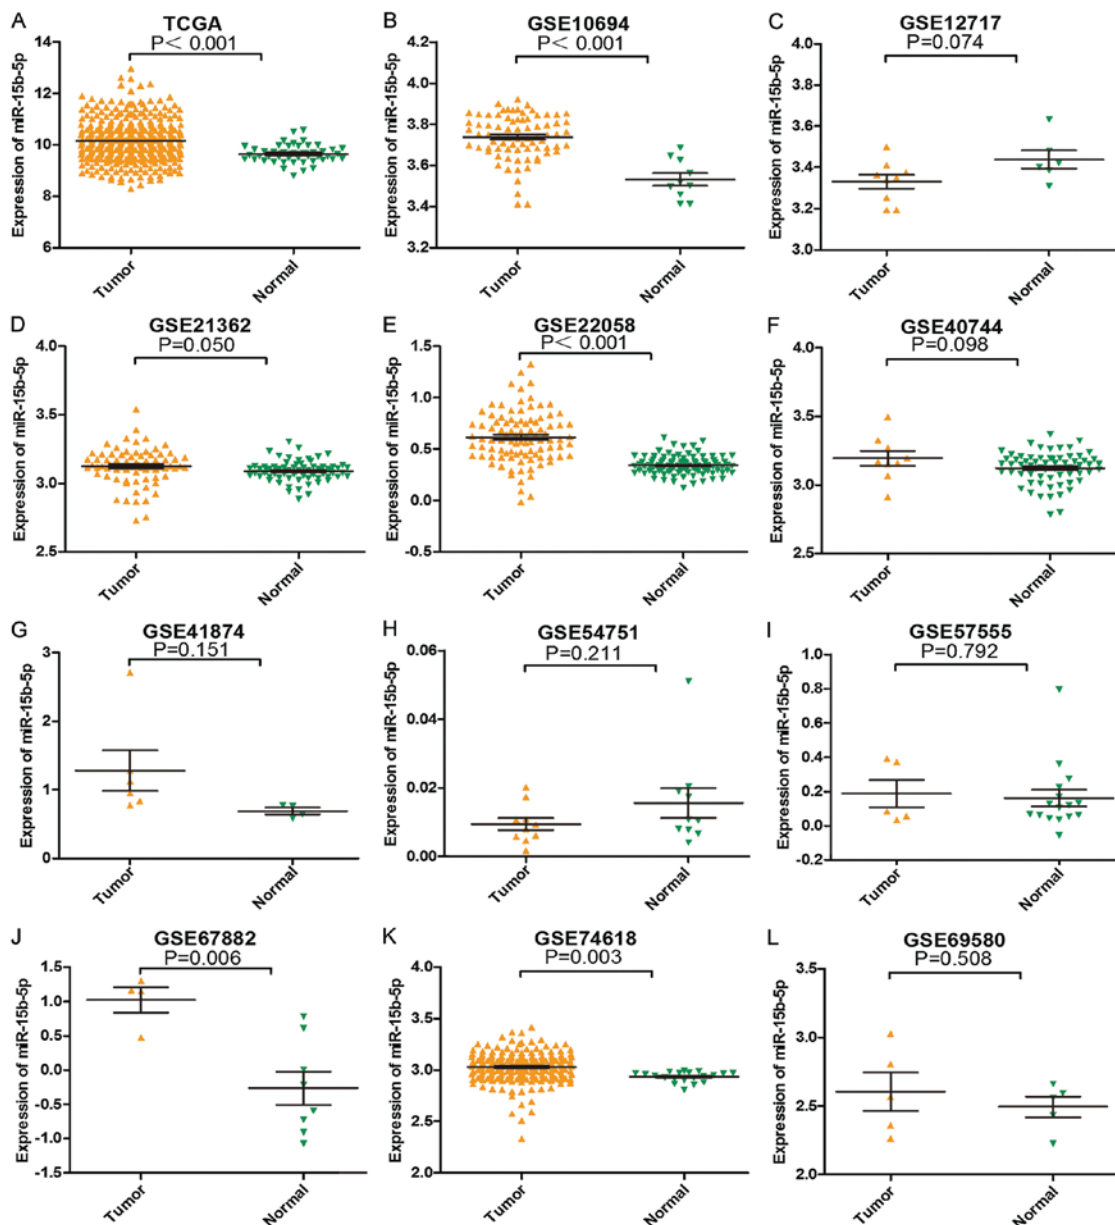 A
TCGA
P< 0.001
Expression of miR-15b-5p
14
12
10
8
6
Tumor
Normal
B
GSE10694
P< 0.001
Expression of miR-15b-5p
4.2
4.0
3.8
3.6
3.4
3.2
Tumor
Normal
C
GSE12717
P=0.074
Expression of miR-15b-5p
4.0
3.8
3.6
3.4
3.2
3.0
Tumor
Normal
D
GSE21362
P=0.050
Expression of miR-15b-5p
4.0
3.5
3.0
2.5
Tumor
Normal
E
GSE22058
P< 0.001
Expression of miR-15b-5p
1.5
1.0
0.5
0.0
-0.5
Tumor
Normal
F
GSE40744
P=0.098
Expression of miR-15b-5p
4.0
3.5
3.0
2.5
Tumor
Normal
G
GSE41874
P=0.151
Expression of miR-15b-5p
3
2
1
0
Tumor
Normal
H
GSE54751
P=0.211
Expression of miR-15b-5p
0.06
0.04
0.02
0.00
Tumor
Normal
I
GSE57555
P=0.792
Expression of miR-15b-5p
1.0
0.8
0.6
0.4
0.2
0.0
-0.2
Tumor
Normal
J
GSE67882
P=0.006
Expression of miR-15b-5p
1.5
1.0
0.5
0.0
-0.5
-1.0
-1.5
Tumor
Normal
K
GSE74618
P=0.003
Expression of miR-15b-5p
4.0
3.5
3.0
2.5
2.0
Tumor
Normal
L
GSE69580
P=0.508
Expression of miR-15b-5p
3.5
3.0
2.5
2.0
Tumor
Normal